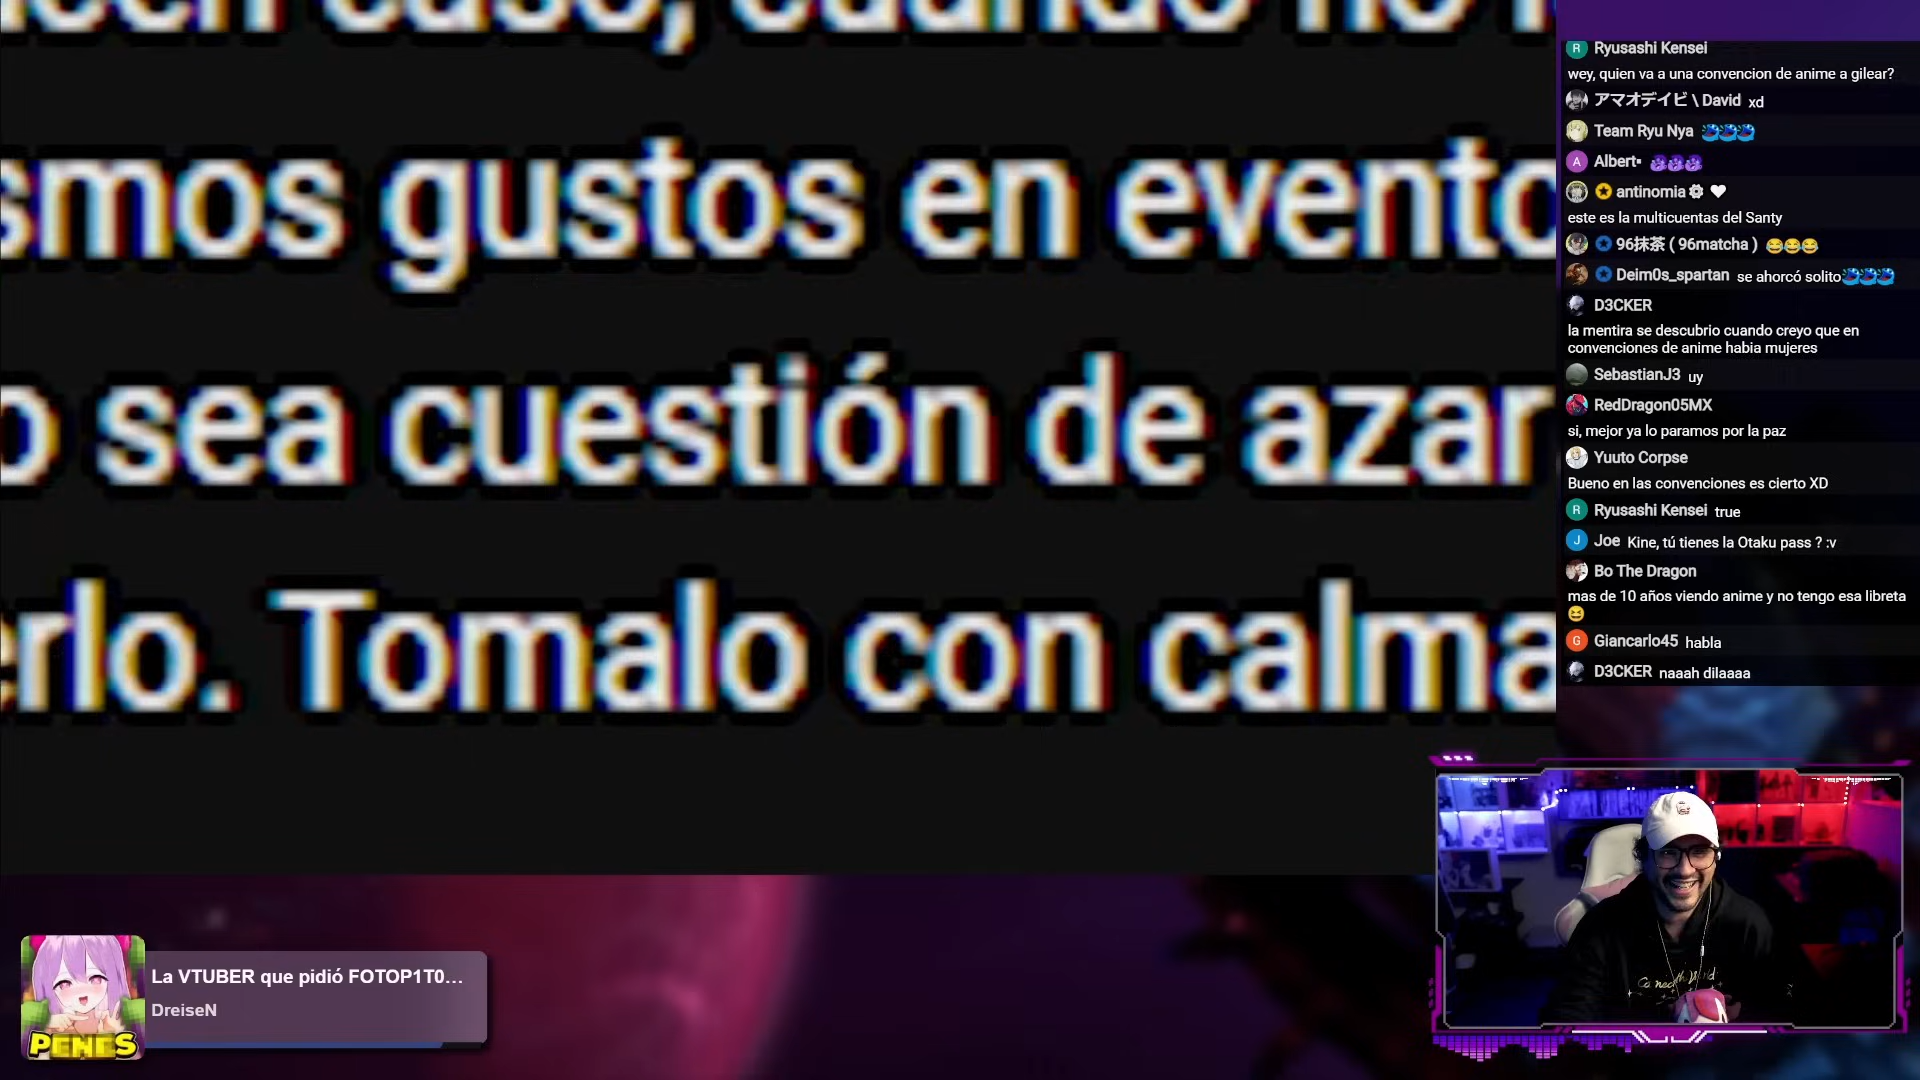 caso, cuando no
smos gustos en evento
o sea cuestión de azar
erlo. Tomalo con calma
Ryusashi Kensei
wey, quien va a una convencion de anime a gilear?
アマオデイビ \ David xd
Team Ryu Nya
Albert▪
antinomia
este es la multicuentas del Santy
96抹茶 ( 96matcha ) 😂😂😂
Deim0s_spartan se ahorcó solito
D3CKER
la mentira se descubrio cuando creyo que en
convenciones de anime habia mujeres
SebastianJ3 uy
RedDragon05MX
si, mejor ya lo paramos por la paz
Yuuto Corpse
Bueno en las convenciones es cierto XD
Ryusashi Kensei true
Joe Kine, tú tienes la Otaku pass ? :v
Bo The Dragon
mas de 10 años viendo anime y no tengo esa libreta
😆
Giancarlo45 habla
D3CKER naaah dilaaaa
La VTUBER que pidió FOTOP1T0...
DreiseN
PENES